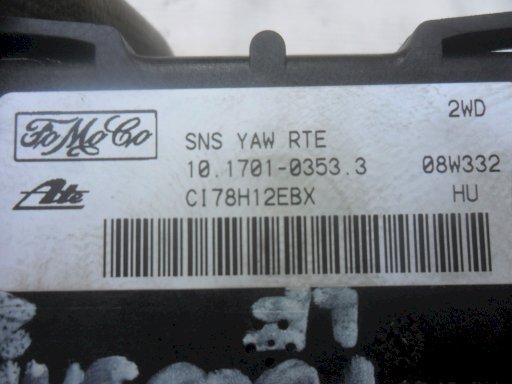 2WD
FoMoCo
SNS YAW RTE
10.1701-0353.3 08W332
Ate CI78H12EBX HU